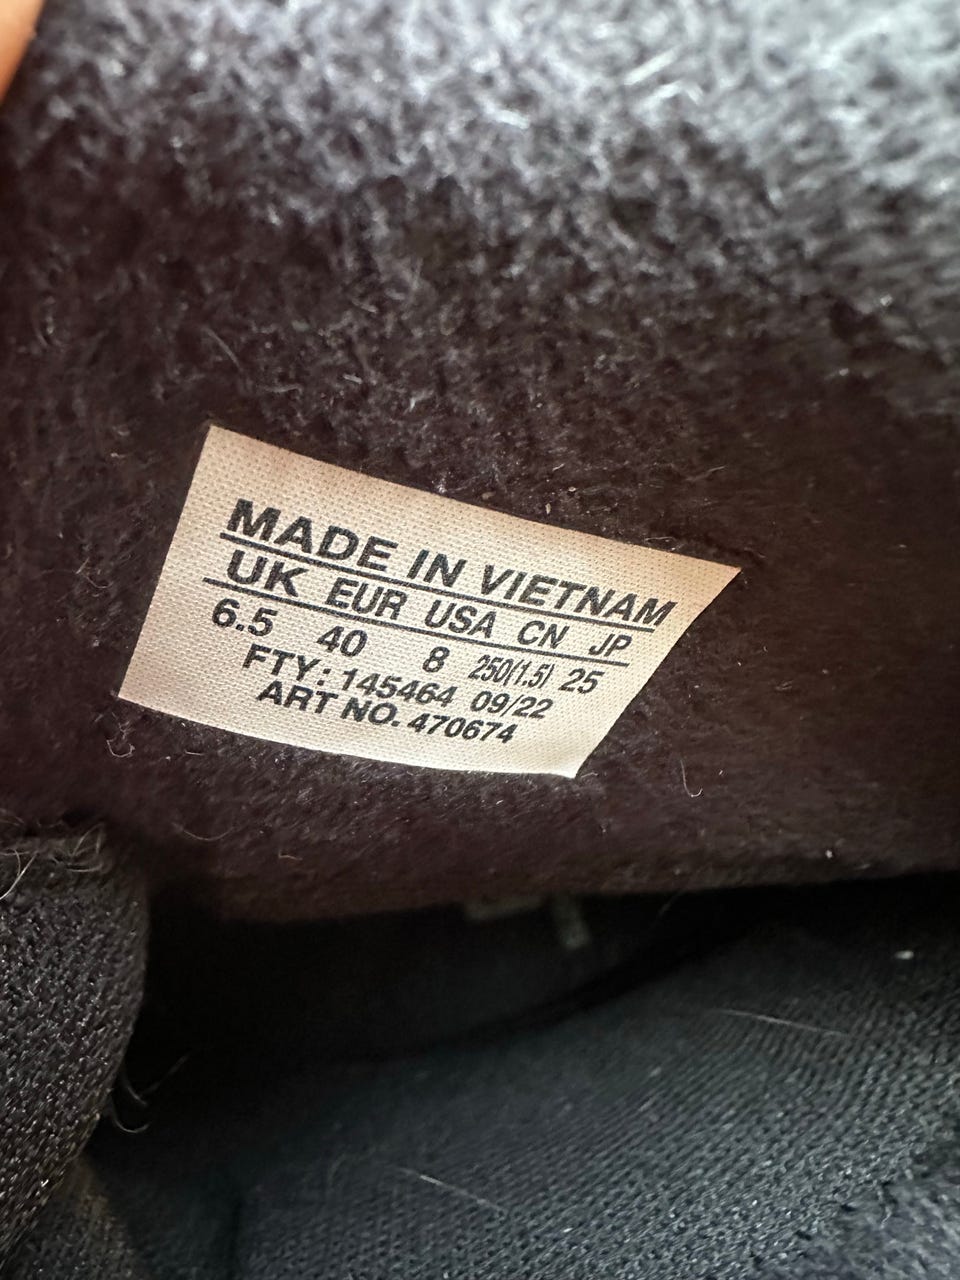 MADE IN VIETNAM
UK EUR USA CN JP
6.5 40 8 250(1.5) 25
FTY: 145464 09/22
ART NO. 470674